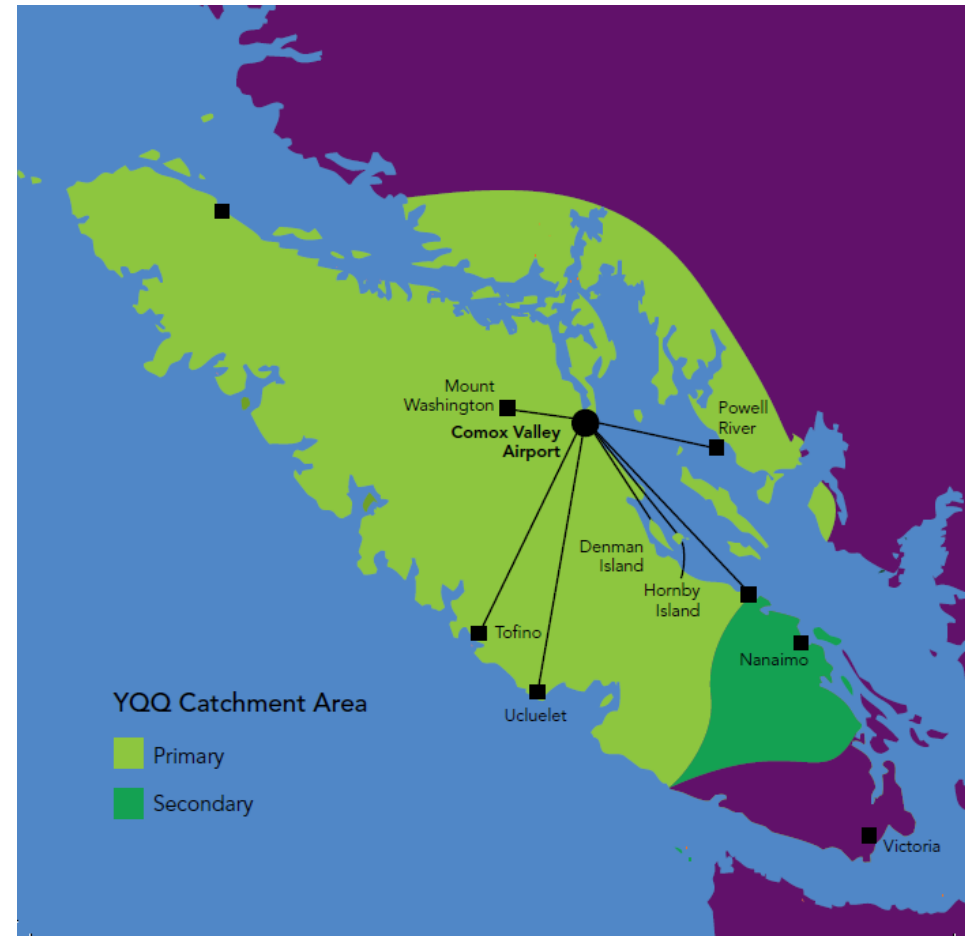 Mount
Washington
Comox Valley
Airport
Powell
River
Denman
Island
Hornby
Island
Tofino
Nanaimo
Ucluelet
YQQ Catchment Area
Primary
Secondary
Victoria